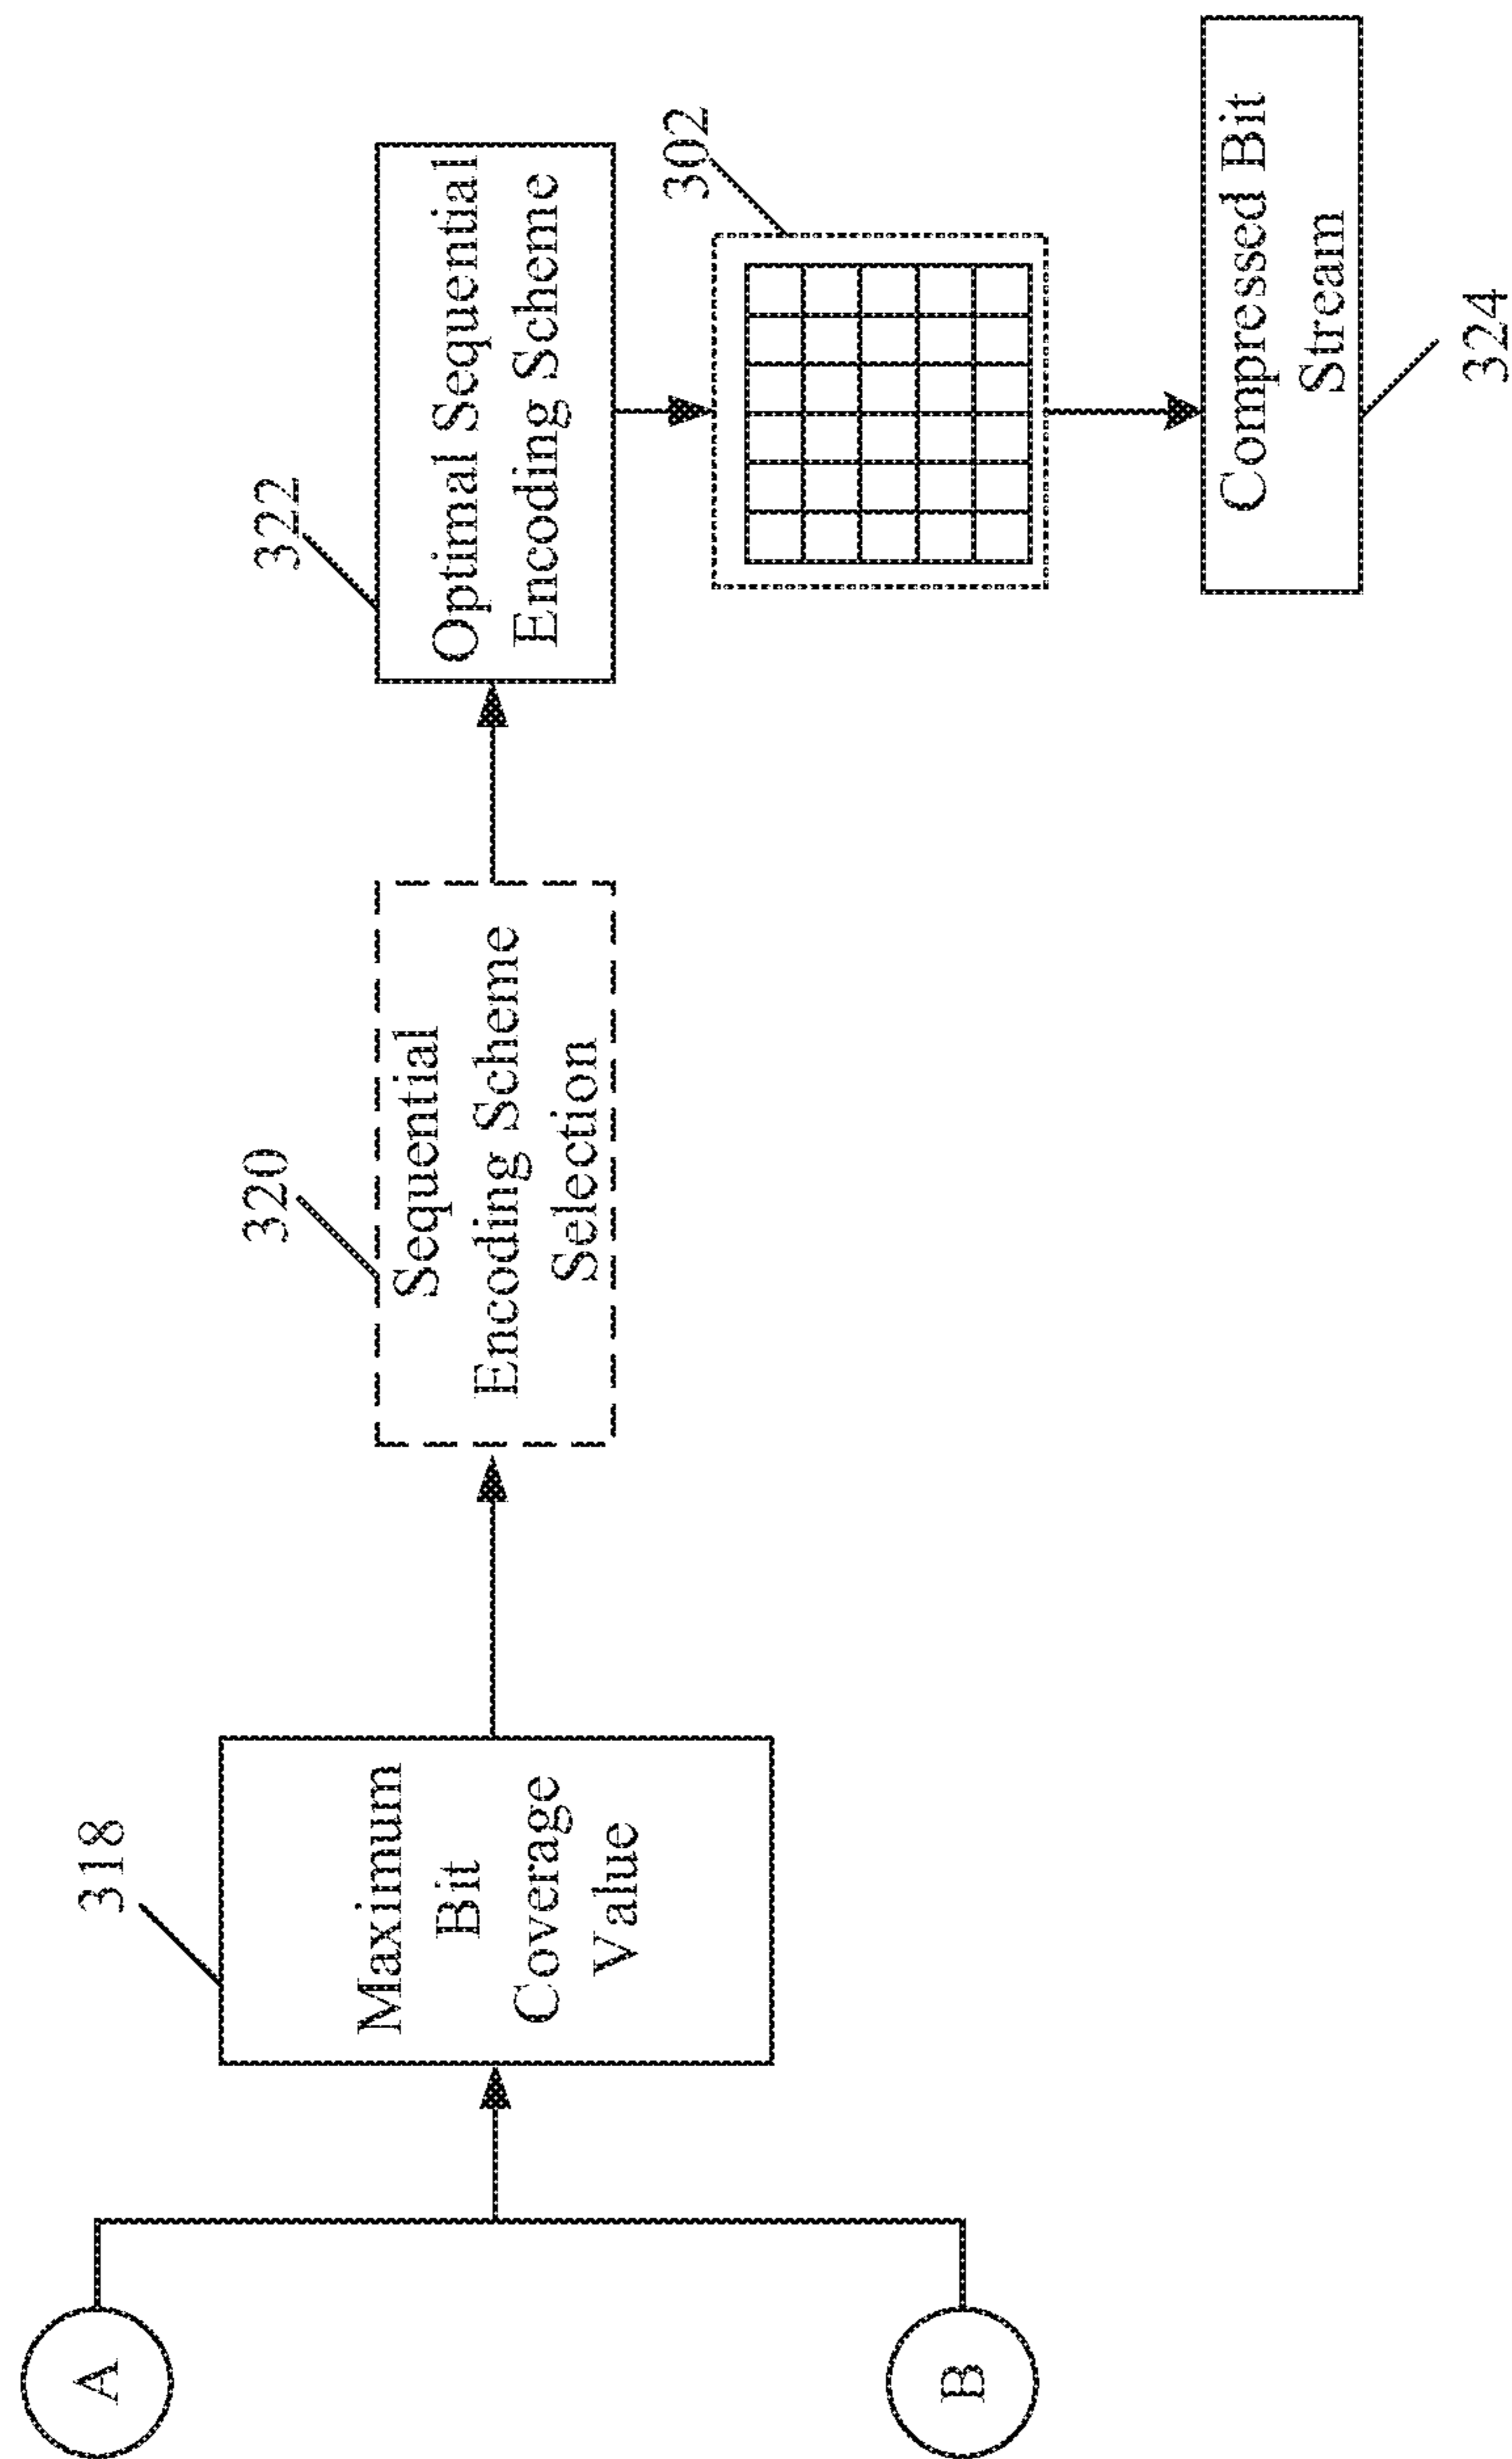 A
B
318
Maximum
Bit
Coverage
Value
320
Sequential
Encoding Scheme
Selection
322
Optimal Sequential
Encoding Scheme
302
Compressed Bit
Stream
324